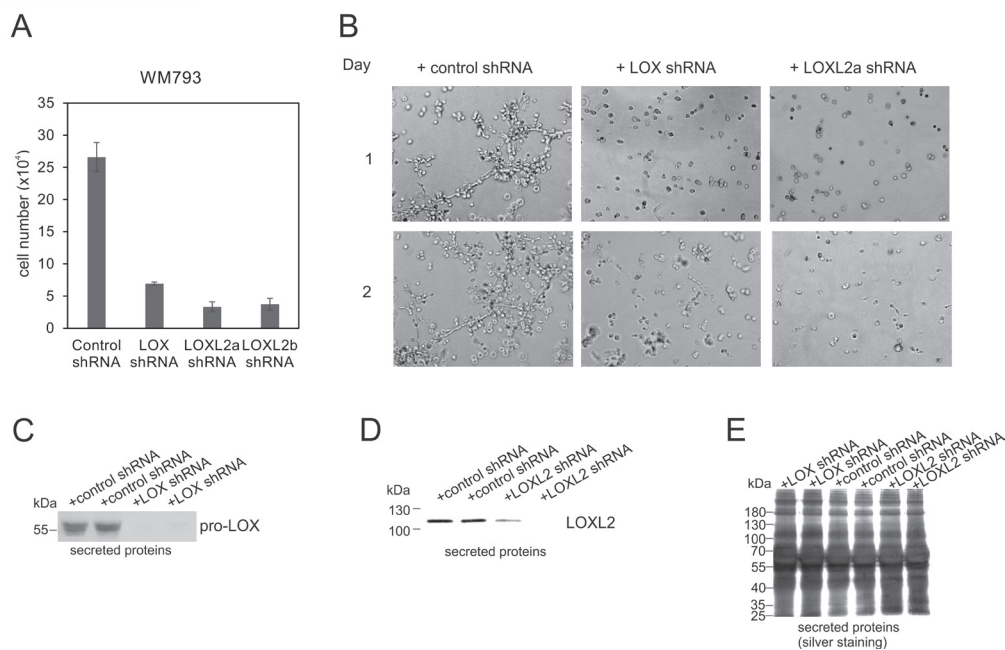 A
WM793
cell number (x10⁴)
35
30
25
20
15
10
5
0
Control
shRNA
LOX
shRNA
LOXL2a
shRNA
LOXL2b
shRNA
B
Day
+ control shRNA
+ LOX shRNA
+ LOXL2a shRNA
1
2
C
kDa
+control shRNA
+control shRNA
+LOX shRNA
+LOX shRNA
55
pro-LOX
secreted proteins
D
kDa
+control shRNA
+control shRNA
+LOXL2 shRNA
+LOXL2 shRNA
130
100
LOXL2
secreted proteins
E
+LOX shRNA
+LOX shRNA
+control shRNA
+control shRNA
+LOXL2 shRNA
+LOXL2 shRNA
kDa
180
130
100
70
55
40
35
25
secreted proteins
(silver staining)